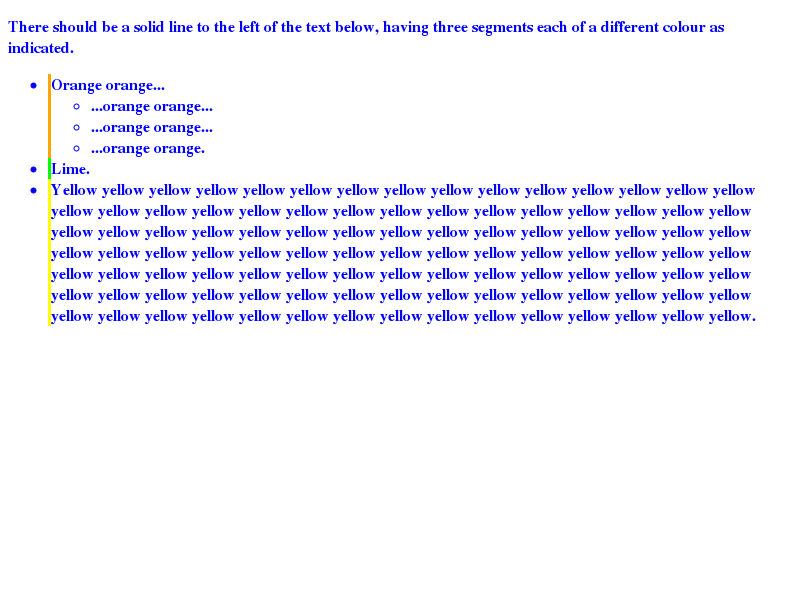 There should be a solid line to the left of the text below, having three segments each of a different colour as
indicated.
Orange orange...
...orange orange...
...orange orange...
...orange orange.
Lime.
Yellow yellow yellow yellow yellow yellow yellow yellow yellow yellow yellow yellow yellow yellow yellow
yellow yellow yellow yellow yellow yellow yellow yellow yellow yellow yellow yellow yellow yellow yellow
yellow yellow yellow yellow yellow yellow yellow yellow yellow yellow yellow yellow yellow yellow yellow
yellow yellow yellow yellow yellow yellow yellow yellow yellow yellow yellow yellow yellow yellow yellow
yellow yellow yellow yellow yellow yellow yellow yellow yellow yellow yellow yellow yellow yellow yellow
yellow yellow yellow yellow yellow yellow yellow yellow yellow yellow yellow yellow yellow yellow yellow
yellow yellow yellow yellow yellow yellow yellow yellow yellow yellow yellow yellow yellow yellow yellow.